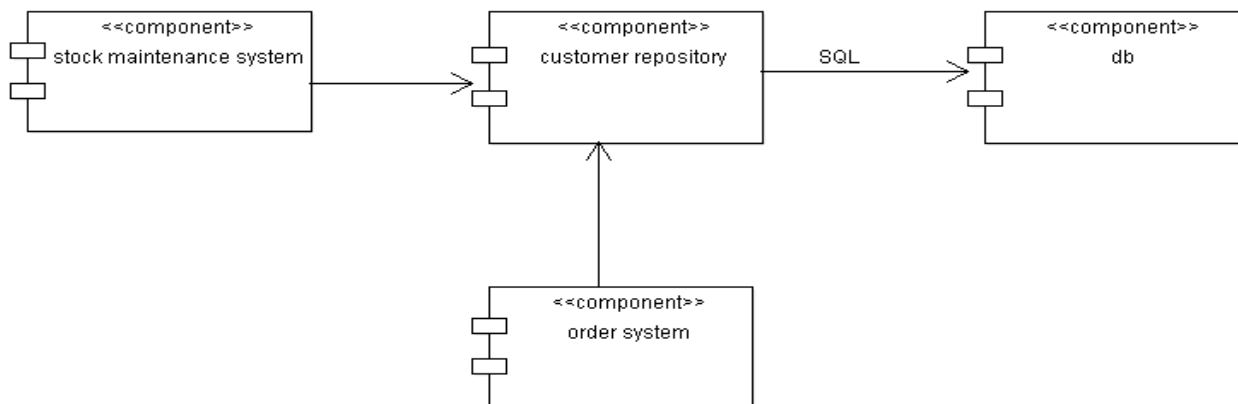 <<component>>
stock maintenance system
<<component>>
customer repository
SQL
<<component>>
db
<<component>>
order system